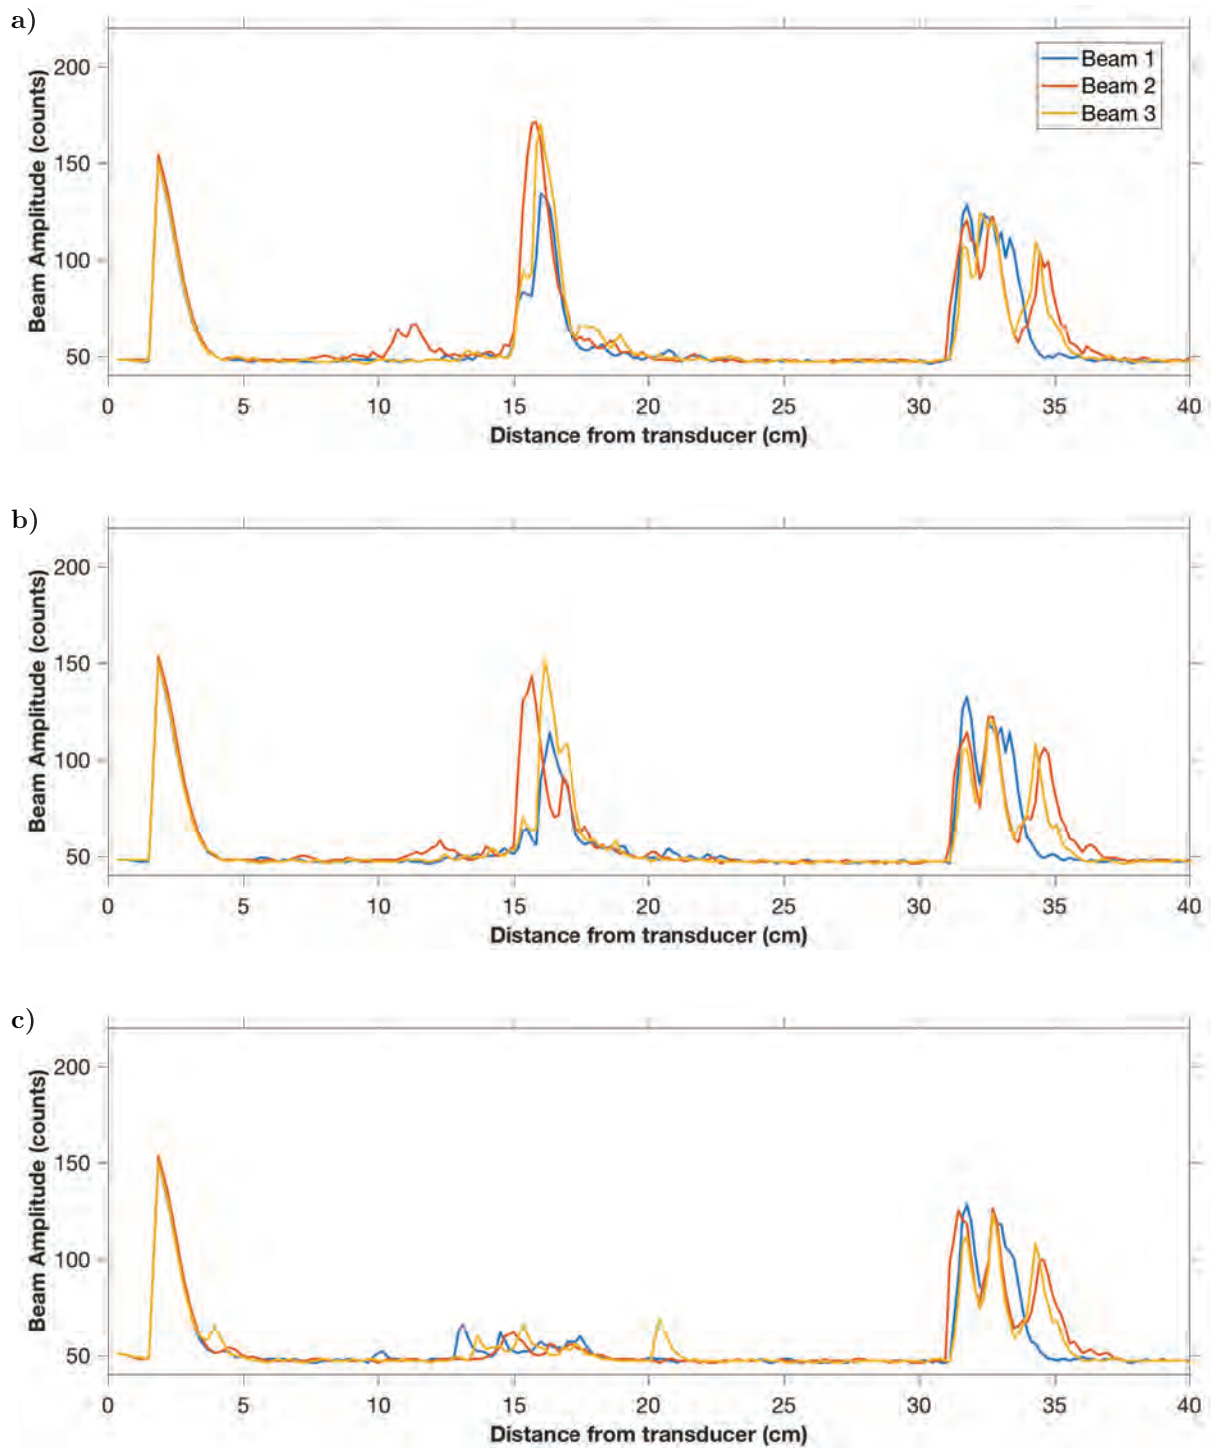 a)
200
150
100
50
Beam Amplitude (counts)
Beam 1
Beam 2
Beam 3
0 5 10 15 20 25 30 35 40
Distance from transducer (cm)
b)
200
150
100
50
Beam Amplitude (counts)
0 5 10 15 20 25 30 35 40
Distance from transducer (cm)
c)
200
150
100
50
Beam Amplitude (counts)
0 5 10 15 20 25 30 35 40
Distance from transducer (cm)